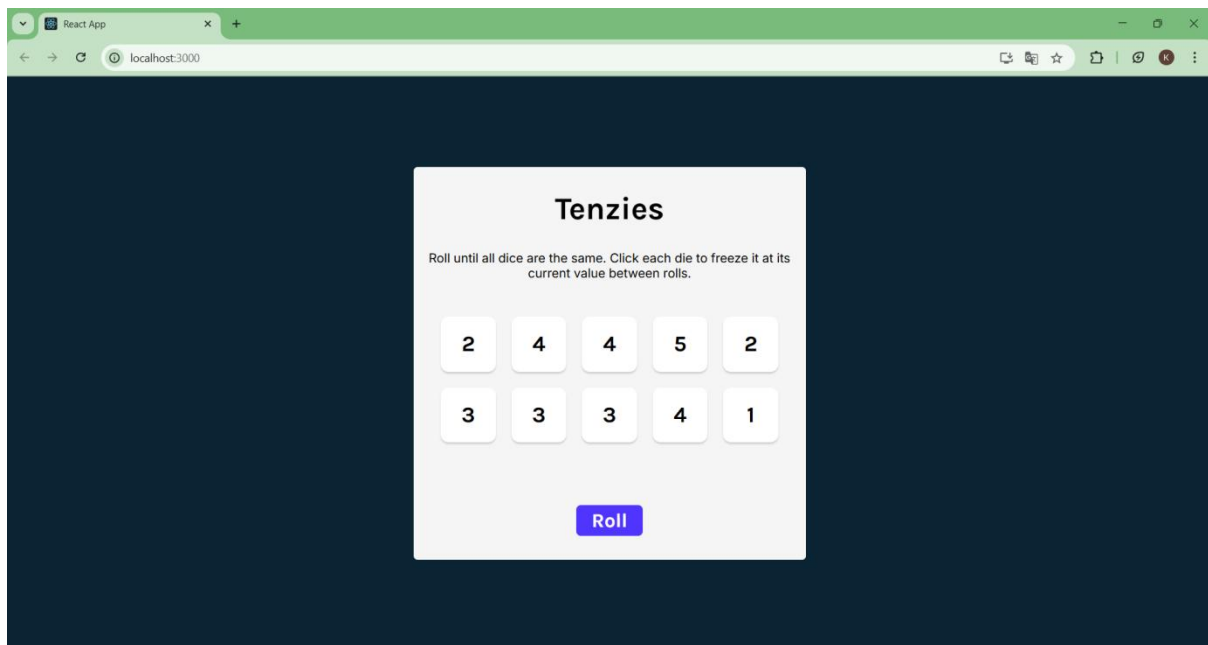 React App
localhost:3000
K
Tenzies
Roll until all dice are the same. Click each die to freeze it at its
current value between rolls.
2 4 4 5 2
3 3 3 4 1
Roll